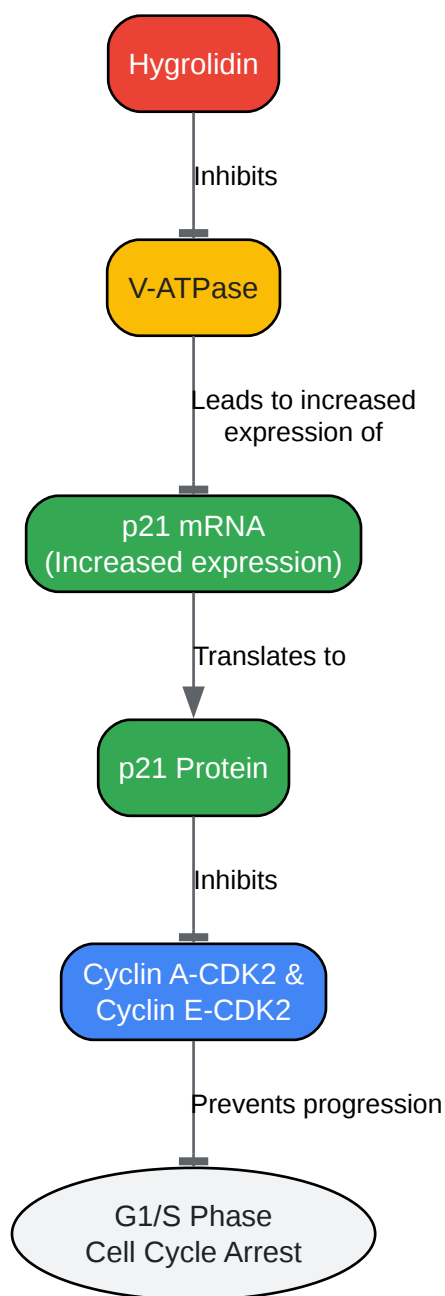 Hygrolidin
Inhibits
V-ATPase
Leads to increased
expression of
p21 mRNA
(Increased expression)
Translates to
p21 Protein
Inhibits
Cyclin A-CDK2 &
Cyclin E-CDK2
Prevents progression
G1/S Phase
Cell Cycle Arrest